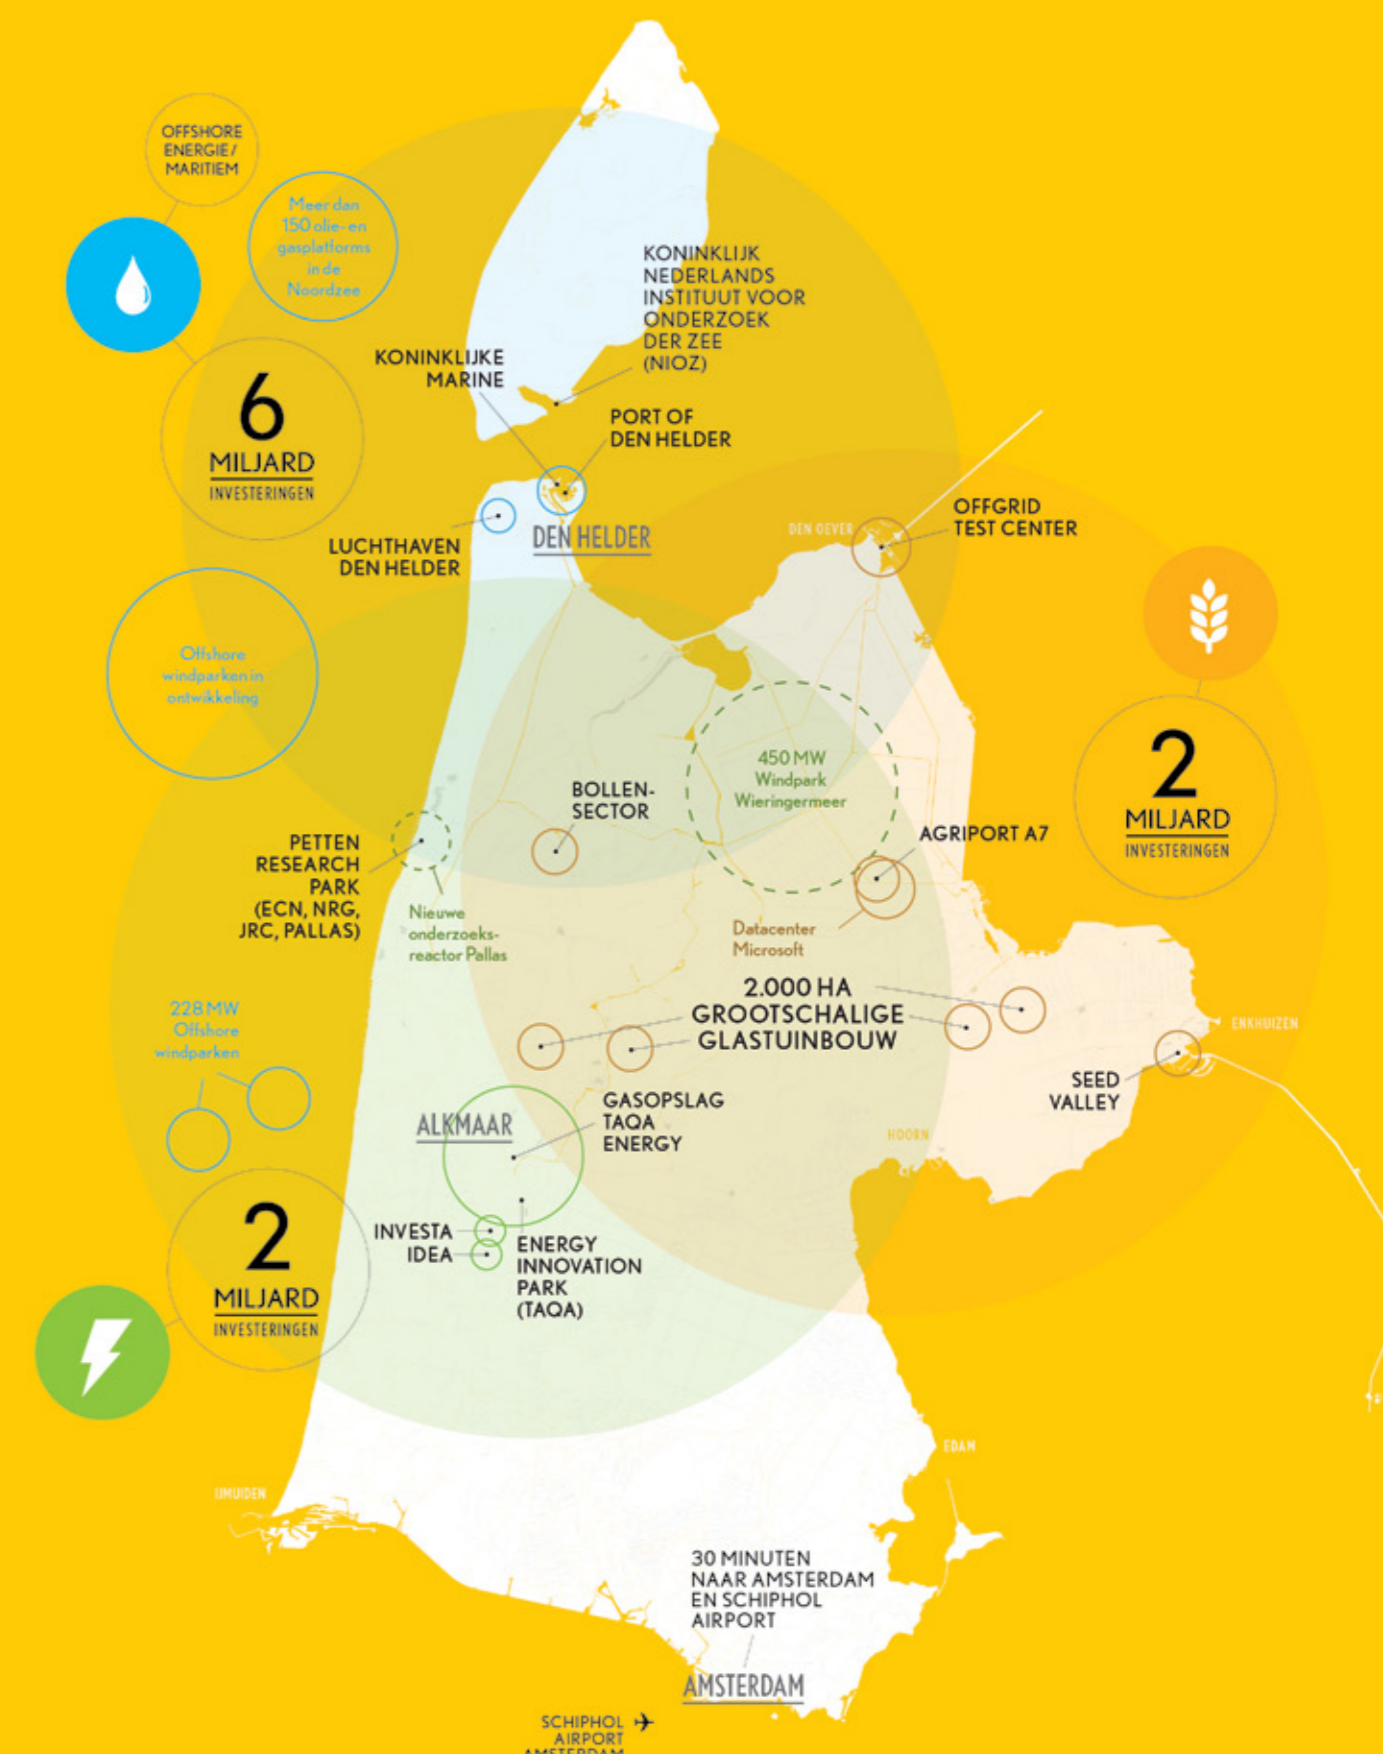 OFFSHORE
ENERGIE/
MARITIEM
Meer dan
150 olie- en
gasplatforms
in de
Noordzee
6
MILJARD
INVESTERINGEN
KONINKLIJK
NEDERLANDS
INSTITUUT VOOR
ONDERZOEK
DER ZEE
(NIOZ)
KONINKLIJKE
MARINE
PORT OF
DEN HELDER
LUCHTHAVEN
DEN HELDER
DEN HELDER
DEN OEVER
OFFGRID
TEST CENTER
Offshore
windparken in
ontwikkeling
2
MILJARD
INVESTERINGEN
450 MW
Windpark
Wieringermeer
BOLLEN-
SECTOR
AGRIPORT A7
PETTEN
RESEARCH
PARK
(ECN, NRG,
JRC, PALLAS)
Nieuwe
onderzoeks-
reactor Pallas
Datacenter
Microsoft
2.000 HA
GROOTSCHALIGE
GLASTUINBOUW
228 MW
Offshore
windparken
ENKHUIZEN
SEED
VALLEY
HOORN
ALKMAAR
GASOPSLAG
TAQA
ENERGY
2
MILJARD
INVESTERINGEN
INVESTA
IDEA
ENERGY
INNOVATION
PARK
(TAQA)
EDAM
IJMUIDEN
30 MINUTEN
NAAR AMSTERDAM
EN SCHIPHOL
AIRPORT
AMSTERDAM
SCHIPHOL
AIRPORT
AMSTERDAM